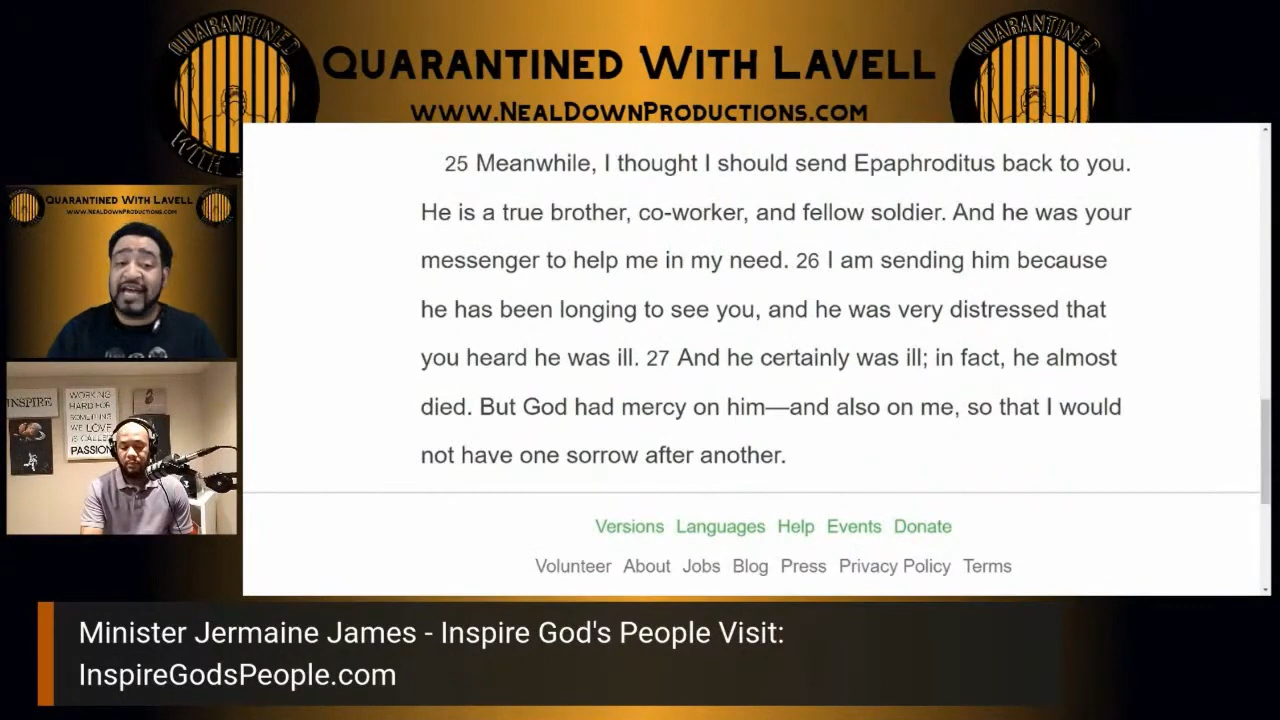 QUARANTINED
QUARANTINED WITH LAVELL
QUARANTINED
www.NealDownProductions.com
WITH
25 Meanwhile, I thought I should send Epaphroditus back to you.
He is a true brother, co-worker, and fellow soldier. And he was your
messenger to help me in my need. 26 I am sending him because
he has been longing to see you, and he was very distressed that
you heard he was ill. 27 And he certainly was ill; in fact, he almost
died. But God had mercy on him—and also on me, so that I would
not have one sorrow after another.
Versions Languages Help Events Donate
Volunteer About Jobs Blog Press Privacy Policy Terms
QUARANTINED WITH LAVELL
www.NealDownProductions.com
INSPIRE
WORKING
HARD FOR
SOMETHING
WE LOVE
IS CALLED
PASSION
Minister Jermaine James - Inspire God's People Visit:
InspireGodsPeople.com